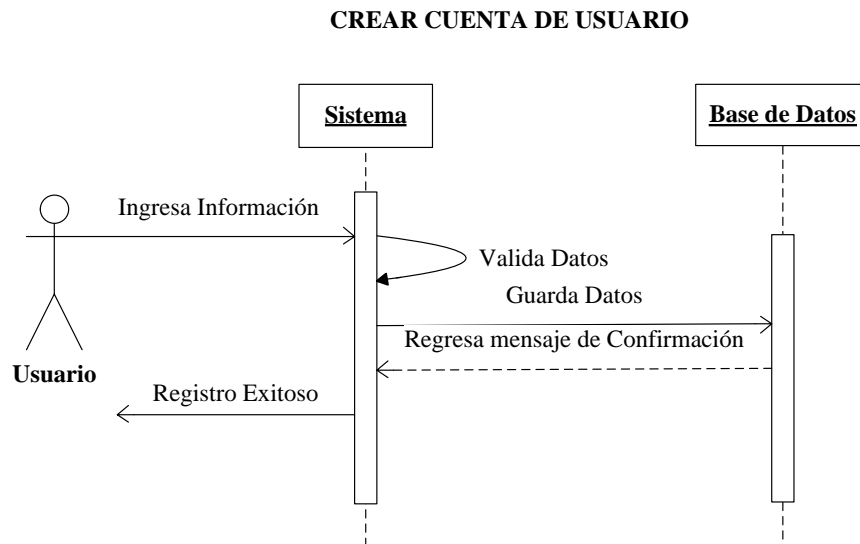 CREAR CUENTA DE USUARIO
Sistema
Base de Datos
Ingresa Información
Valida Datos
Guarda Datos
Regresa mensaje de Confirmación
Usuario
Registro Exitoso